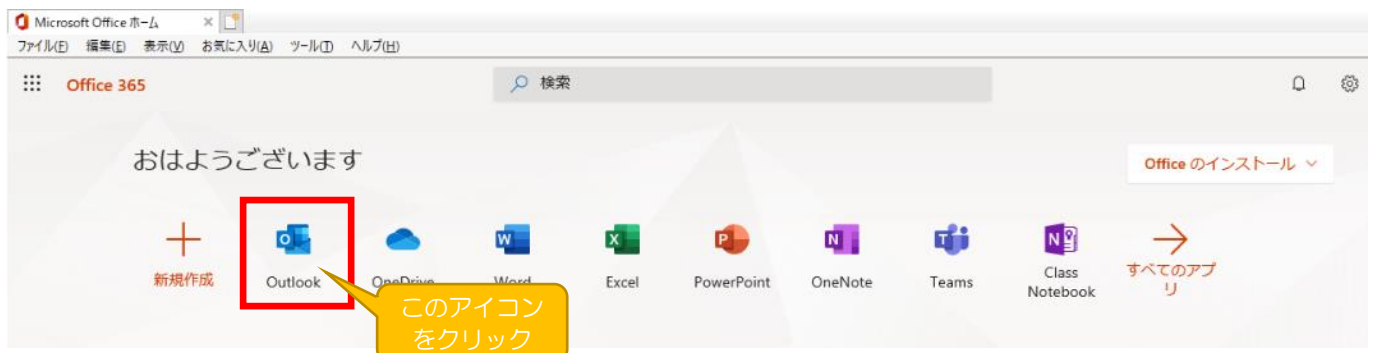 Microsoft Office ホーム
ファイル(F) 編集(E) 表示(V) お気に入り(A) ツール(T) ヘルプ(H)
Office 365
検索
おはようございます
Office のインストール
新規作成
Outlook
OneDrive
Word
Excel
PowerPoint
OneNote
Teams
Class
Notebook
すべてのアプ
リ
このアイコン
をクリック